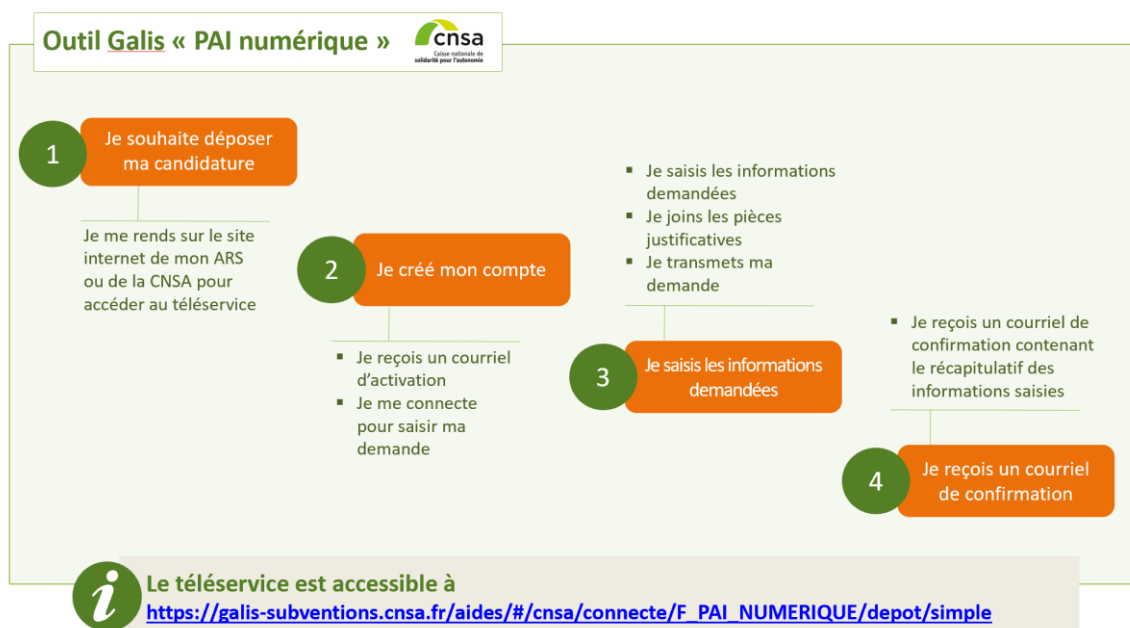 Outil Galis « PAI numérique »
cnsa
Caisse nationale de
solidarité pour l'autonomie
1
Je souhaite déposer
ma candidature
Je me rends sur le site
internet de mon ARS
ou de la CNSA pour
accéder au téléservice
2
Je créé mon compte
▪ Je reçois un courriel
d'activation
▪ Je me connecte
pour saisir ma
demande
▪ Je saisis les informations
demandées
▪ Je joins les pièces
justificatives
▪ Je transmets ma
demande
3
Je saisis les informations
demandées
▪ Je reçois un courriel de
confirmation contenant
le récapitulatif des
informations saisies
4
Je reçois un courriel
de confirmation
i
Le téléservice est accessible à
https://galis-subventions.cnsa.fr/aides/#/cnsa/connecte/F_PAI_NUMERIQUE/depot/simple